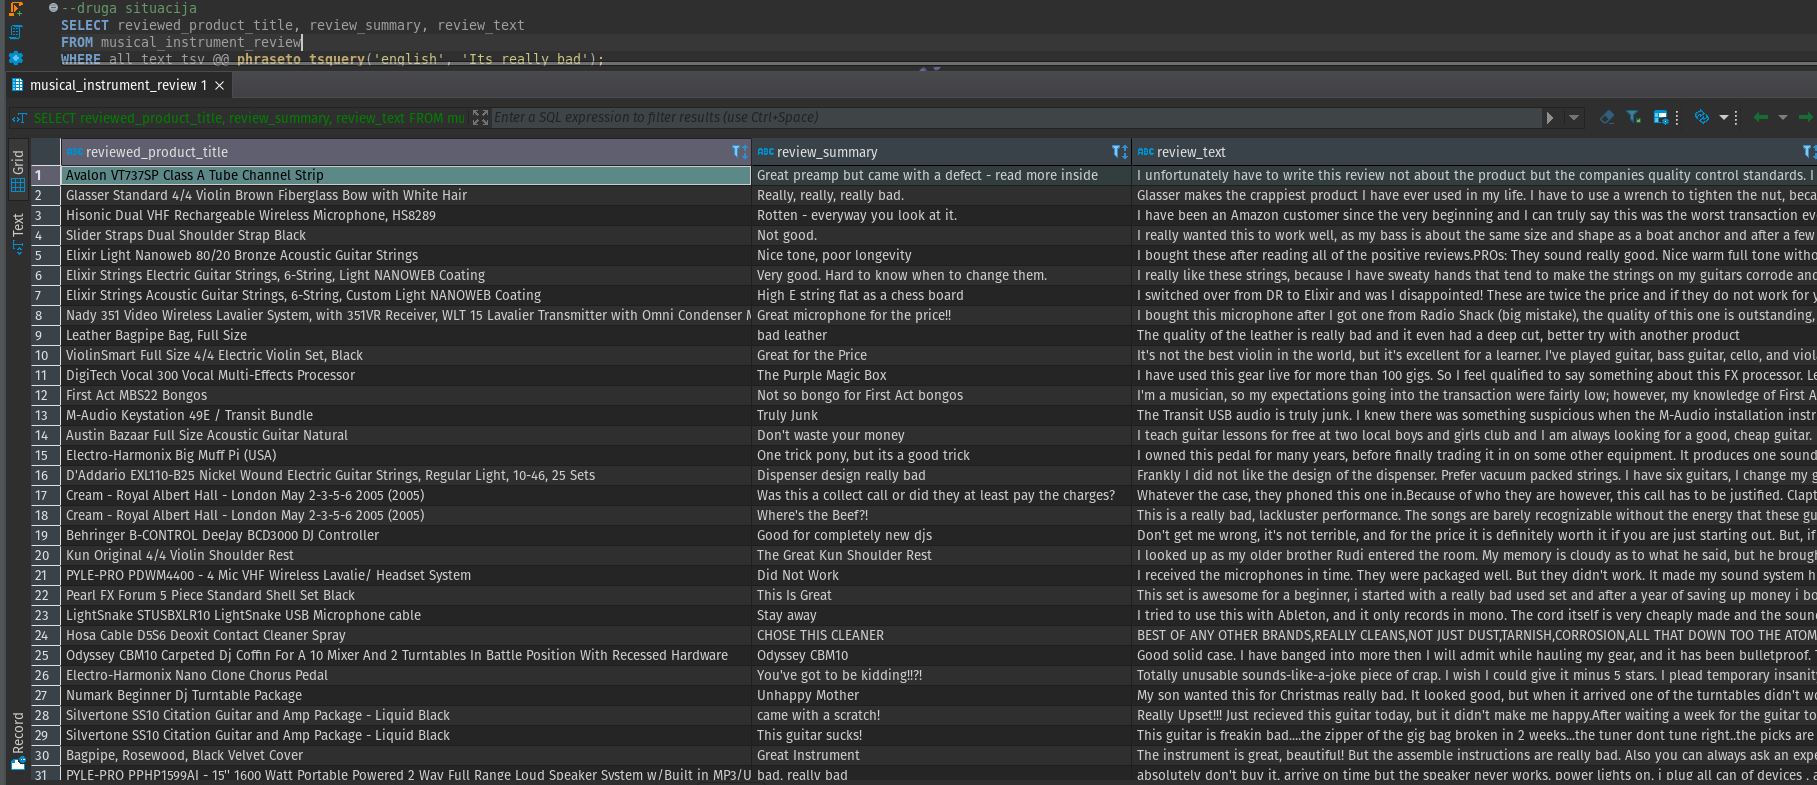 --druga situacija
SELECT reviewed_product_title, review_summary, review_text
FROM musical_instrument_review
WHERE all_text_tsv @@ phraseto_tsquery('english', 'Its really bad');
musical_instrument_review 1
SELECT reviewed_product_title, review_summary, review_text FROM mu
Enter a SQL expression to filter results (use Ctrl+Space)
Grid
Text
Record
ABC reviewed_product_title ABC review_summary ABC review_text
1 Avalon VT737SP Class A Tube Channel Strip Great preamp but came with a defect - read more inside I unfortunately have to write this review not about the product but the companies quality control standards. I
2 Glasser Standard 4/4 Violin Brown Fiberglass Bow with White Hair Really, really, really bad. Glasser makes the crappiest product I have ever used in my life. I have to use a wrench to tighten the nut, beca
3 Hisonic Dual VHF Rechargeable Wireless Microphone, HS8289 Rotten - everyway you look at it. I have been an Amazon customer since the very beginning and I can truly say this was the worst transaction ev
4 Slider Straps Dual Shoulder Strap Black Not good. I really wanted this to work well, as my bass is about the same size and shape as a boat anchor and after a few
5 Elixir Light Nanoweb 80/20 Bronze Acoustic Guitar Strings Nice tone, poor longevity I bought these after reading all of the positive reviews.PROs: They sound really good. Nice warm full tone witho
6 Elixir Strings Electric Guitar Strings, 6-String, Light NANOWEB Coating Very good. Hard to know when to change them. I really like these strings, because I have sweaty hands that tend to make the strings on my guitars corrode and
7 Elixir Strings Acoustic Guitar Strings, 6-String, Custom Light NANOWEB Coating High E string flat as a chess board I switched over from DR to Elixir and was I disappointed! These are twice the price and if they do not work for y
8 Nady 351 Video Wireless Lavalier System, with 351VR Receiver, WLT 15 Lavalier Transmitter with Omni Condenser M Great microphone for the price!! I bought this microphone after I got one from Radio Shack (big mistake), the quality of this one is outstanding,
9 Leather Bagpipe Bag, Full Size bad leather The quality of the leather is really bad and it even had a deep cut, better try with another product
10 ViolinSmart Full Size 4/4 Electric Violin Set, Black Great for the Price It's not the best violin in the world, but it's excellent for a learner. I've played guitar, bass guitar, cello, and viol
11 DigiTech Vocal 300 Vocal Multi-Effects Processor The Purple Magic Box I have used this gear live for more than 100 gigs. So I feel qualified to say something about this FX processor. Le
12 First Act MBS22 Bongos Not so bongo for First Act bongos I'm a musician, so my expectations going into the transaction were fairly low; however, my knowledge of First A
13 M-Audio Keystation 49E / Transit Bundle Truly Junk The Transit USB audio is truly junk. I knew there was something suspicious when the M-Audio installation instr
14 Austin Bazaar Full Size Acoustic Guitar Natural Don't waste your money I teach guitar lessons for free at two local boys and girls club and I am always looking for a good, cheap guitar.
15 Electro-Harmonix Big Muff Pi (USA) One trick pony, but its a good trick I owned this pedal for many years, before finally trading it in on some other equipment. It produces one sound
16 D'Addario EXL110-B25 Nickel Wound Electric Guitar Strings, Regular Light, 10-46, 25 Sets Dispenser design really bad Frankly I did not like the design of the dispenser. Prefer vacuum packed strings. I have six guitars, I change my g
17 Cream - Royal Albert Hall - London May 2-3-5-6 2005 (2005) Was this a collect call or did they at least pay the charges? Whatever the case, they phoned this one in.Because of who they are however, this call has to be justified. Clapt
18 Cream - Royal Albert Hall - London May 2-3-5-6 2005 (2005) Where's the Beef?! This is a really bad, lackluster performance. The songs are barely recognizable without the energy that these gu
19 Behringer B-CONTROL DeeJay BCD3000 DJ Controller Good for completely new djs Don't get me wrong, it's not terrible, and for the price it is definitely worth it if you are just starting out. But, if
20 Kun Original 4/4 Violin Shoulder Rest The Great Kun Shoulder Rest I looked up as my older brother Rudi entered the room. My memory is cloudy as to what he said, but he broug
21 PYLE-PRO PDWM4400 - 4 Mic VHF Wireless Lavalie/ Headset System Did Not Work I received the microphones in time. They were packaged well. But they didn't work. It made my sound system h
22 Pearl FX Forum 5 Piece Standard Shell Set Black This Is Great This set is awesome for a beginner, i started with a really bad used set and after a year of saving up money i bo
23 LightSnake STUSBXLR10 LightSnake USB Microphone cable Stay away I tried to use this with Ableton, and it only records in mono. The cord itself is very cheaply made and the soun
24 Hosa Cable D5S6 Deoxit Contact Cleaner Spray CHOSE THIS CLEANER BEST OF ANY OTHER BRANDS,REALLY CLEANS,NOT JUST DUST,TARNISH,CORROSION,ALL THAT DOWN TOO THE ATOM
25 Odyssey CBM10 Carpeted Dj Coffin For A 10 Mixer And 2 Turntables In Battle Position With Recessed Hardware Odyssey CBM10 Good solid case. I have banged into more then I will admit while hauling my gear, and it has been bulletproof.
26 Electro-Harmonix Nano Clone Chorus Pedal You've got to be kidding!!?! Totally unusable sounds-like-a-joke piece of crap. I wish I could give it minus 5 stars. I plead temporary insanit
27 Numark Beginner Dj Turntable Package Unhappy Mother My son wanted this for Christmas really bad. It looked good, but when it arrived one of the turntables didn't wo
28 Silvertone SS10 Citation Guitar and Amp Package - Liquid Black came with a scratch! Really Upset!!! Just recieved this guitar today, but it didn't make me happy.After waiting a week for the guitar to
29 Silvertone SS10 Citation Guitar and Amp Package - Liquid Black This guitar sucks! This guitar is freakin bad....the zipper of the gig bag broken in 2 weeks...the tuner dont tune right..the picks are
30 Bagpipe, Rosewood, Black Velvet Cover Great Instrument The instrument is great, beautiful! But the assemble instructions are really bad. Also you can always ask an expe
31 PYLE-PRO PPHP1599AI - 15'' 1600 Watt Portable Powered 2 Way Full Range Loud Speaker System w/Built in MP3/U bad, really bad absolutely don't buy it. arrive on time but the speaker never works. power lights on. i plug all can of devices , a